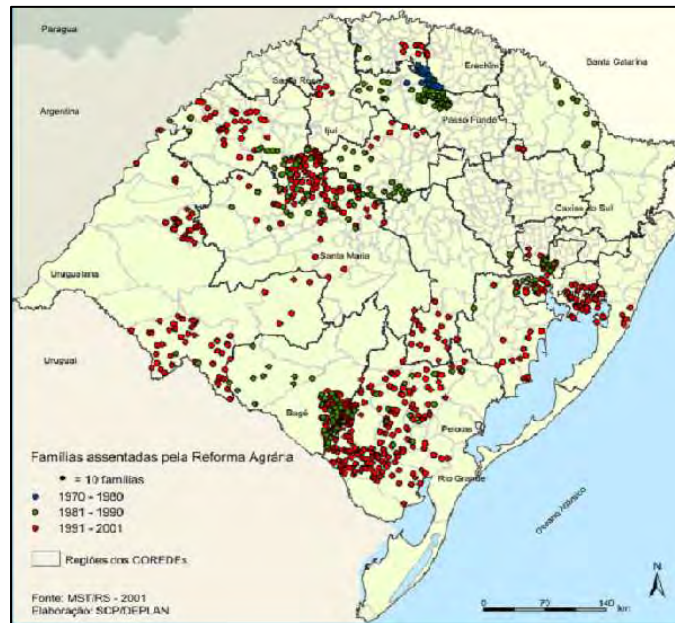 Paragua
Santa Catarina
Erechim
Santa Rosa
Argentina
Passo Fundo
Ijuí
Caxias do Sul
Santa Maria
Uruguaiana
Uruguai
Bagé
Pelotas
Rio Grande
Oceano Atlântico
Famílias assentadas pela Reforma Agrária
= 10 famílias
1970 - 1980
1981 - 1990
1991 - 2001
Regiões dos COREDEs
Fonte: MST/RS - 2001
Elaboração: SCP/DEPLAN
N
0 70 140
km